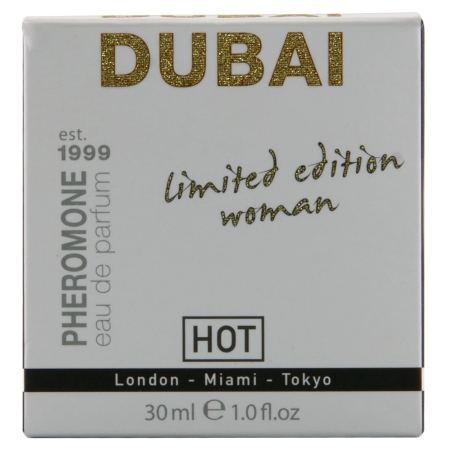 DUBAI
est.
1999
PHEROMONE
eau de parfum
limited edition
woman
HOT
London - Miami - Tokyo
30 ml ℮ 1.0 fl.oz